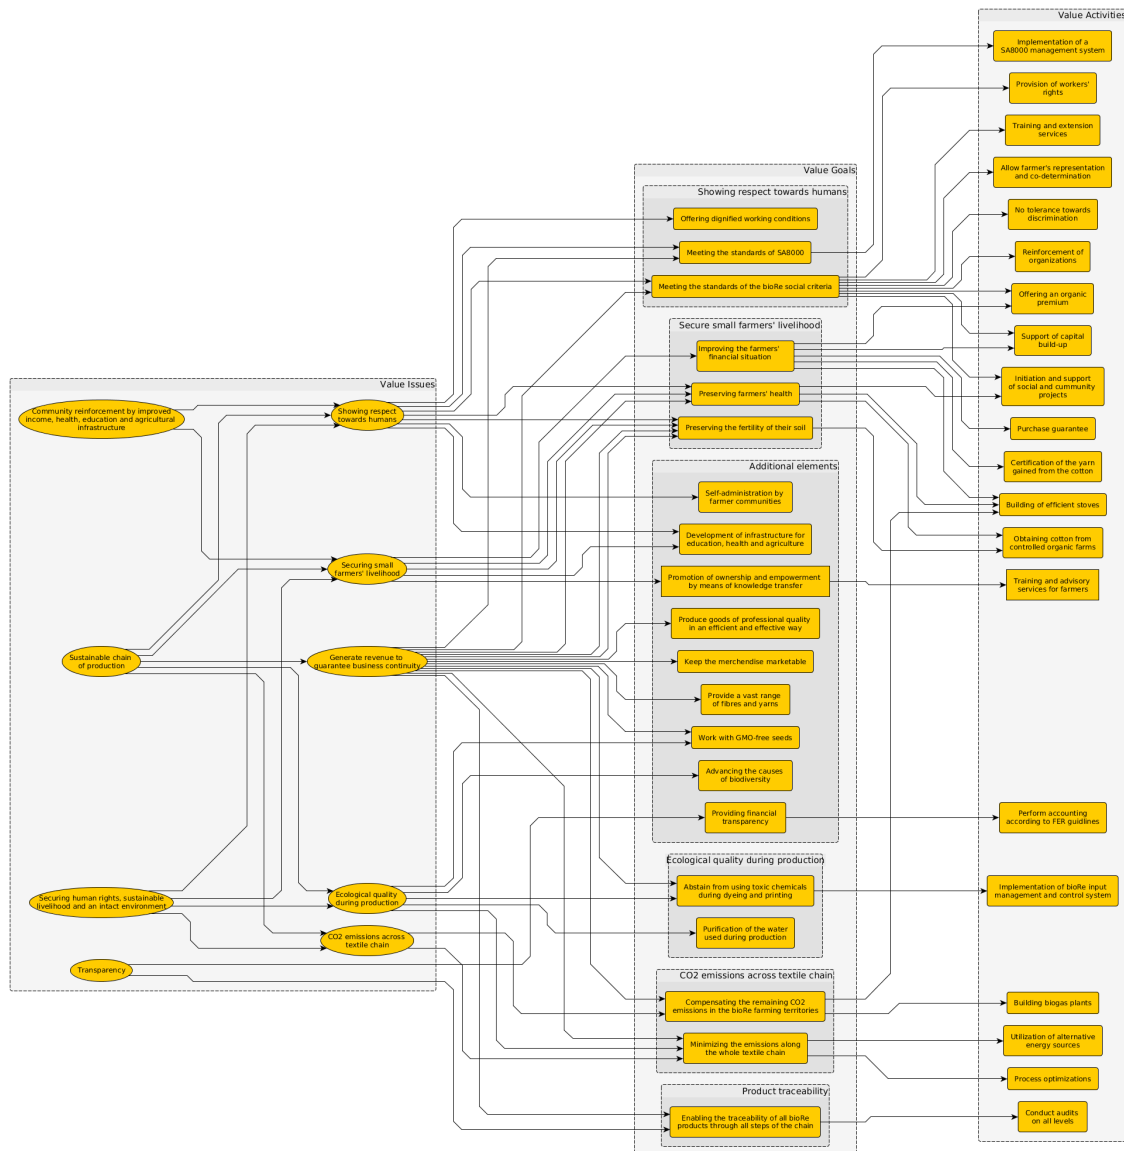 Value Issues
Community reinforcement by improved
income, health, education and agricultural
infrastructure
Sustainable chain
of production
Securing human rights, sustainable
livelihood and an intact environment
Transparency
Showing respect
towards humans
Securing small
farmers' livelihood
Generate revenue to
guarantee business continuity
Ecological quality
during production
CO2 emissions across
textile chain
Value Goals
Showing respect towards humans
Offering dignified working conditions
Meeting the standards of SA8000
Meeting the standards of the bioRe social criteria
Secure small farmers' livelihood
Improving the farmers'
financial situation
Preserving farmers' health
Preserving the fertility of their soil
Additional elements
Self-administration by
farmer communities
Development of infrastructure for
education, health and agriculture
Promotion of ownership and empowerment
by means of knowledge transfer
Produce goods of professional quality
in an efficient and effective way
Keep the merchendise marketable
Provide a vast range
of fibres and yarns
Work with GMO-free seeds
Advancing the causes
of biodiversity
Providing financial
transparency
Ecological quality during production
Abstain from using toxic chemicals
during dyeing and printing
Purification of the water
used during production
CO2 emissions across textile chain
Compensating the remaining CO2
emissions in the bioRe farming territories
Minimizing the emissions along
the whole textile chain
Product traceability
Enabling the traceability of all bioRe
products through all steps of the chain
Value Activities
Implementation of a
SA8000 management system
Provision of workers'
rights
Training and extension
services
Allow farmer's representation
and co-determination
No tolerance towards
discrimination
Reinforcement of
organizations
Offering an organic
premium
Support of capital
build-up
Initiation and support
of social and cummunity
projects
Purchase guarantee
Certification of the yarn
gained from the cotton
Building of efficient stoves
Obtaining cotton from
controlled organic farms
Training and advisory
services for farmers
Perform accounting
according to FER guidlines
Implementation of bioRe input
management and control system
Building biogas plants
Utilization of alternative
energy sources
Process optimizations
Conduct audits
on all levels